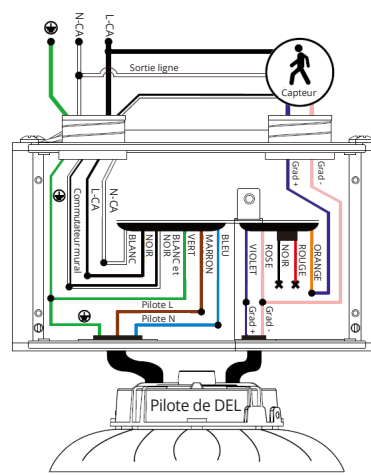 N-CA
L-CA
Sortie ligne
Capteur
Commutateur mural
L-CA
N-CA
Grad +
Grad -
BLANC
NOIR
BLANC et
NOIR
VERT
MARRON
BLEU
VIOLET
ROSE
NOIR
ROUGE
ORANGE
Pilote L
Pilote N
Grad +
Grad -
Pilote de DEL